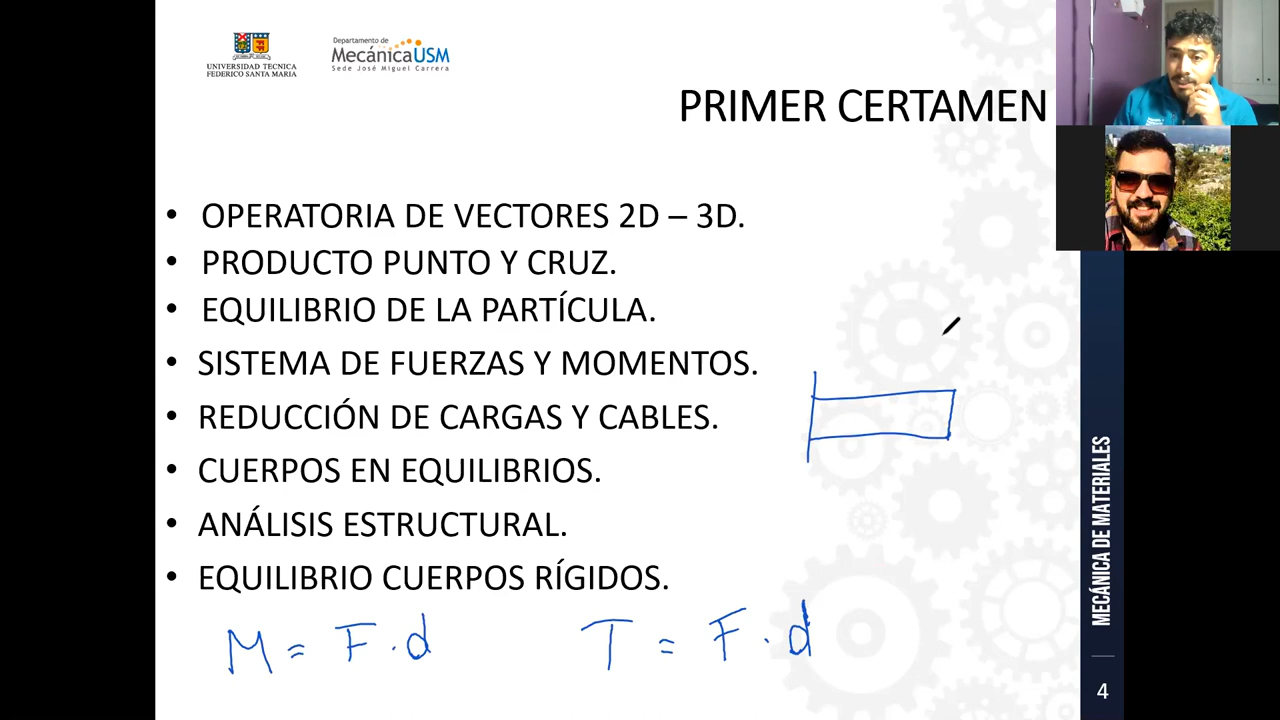 UNIVERSIDAD TECNICA
FEDERICO SANTA MARIA
Departamento de
MecánicaUSM
Sede José Miguel Carrera
PRIMER CERTAMEN
• OPERATORIA DE VECTORES 2D – 3D.
• PRODUCTO PUNTO Y CRUZ.
• EQUILIBRIO DE LA PARTÍCULA.
• SISTEMA DE FUERZAS Y MOMENTOS.
• REDUCCIÓN DE CARGAS Y CABLES.
• CUERPOS EN EQUILIBRIOS.
• ANÁLISIS ESTRUCTURAL.
• EQUILIBRIO CUERPOS RÍGIDOS.
M = F · d
T = F · d
MECÁNICA DE MATERIALES
4